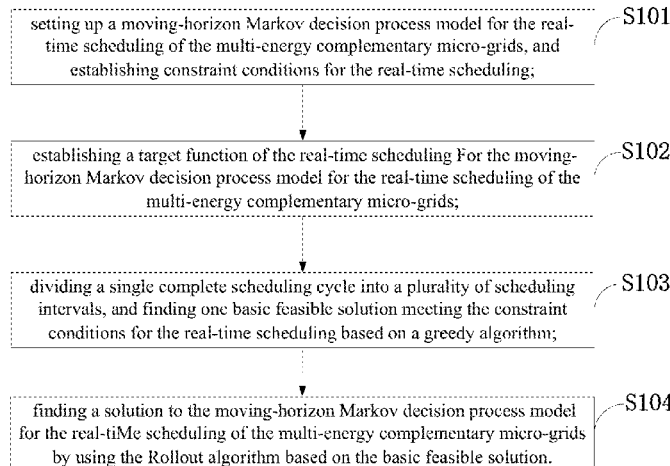 setting up a moving-horizon Markov decision process model for the real-
time scheduling of the multi-energy complementary micro-grids, and
establishing constraint conditions for the real-time scheduling;
S101
establishing a target function of the real-time scheduling For the moving-
horizon Markov decision process model for the real-time scheduling of the
multi-energy complementary micro-grids;
S102
dividing a single complete scheduling cycle into a plurality of scheduling
intervals, and finding one basic feasible solution meeting the constraint
conditions for the real-time scheduling based on a greedy algorithm;
S103
finding a solution to the moving-horizon Markov decision process model
for the real-tiMe scheduling of the multi-energy complementary micro-grids
by using the Rollout algorithm based on the basic feasible solution.
S104